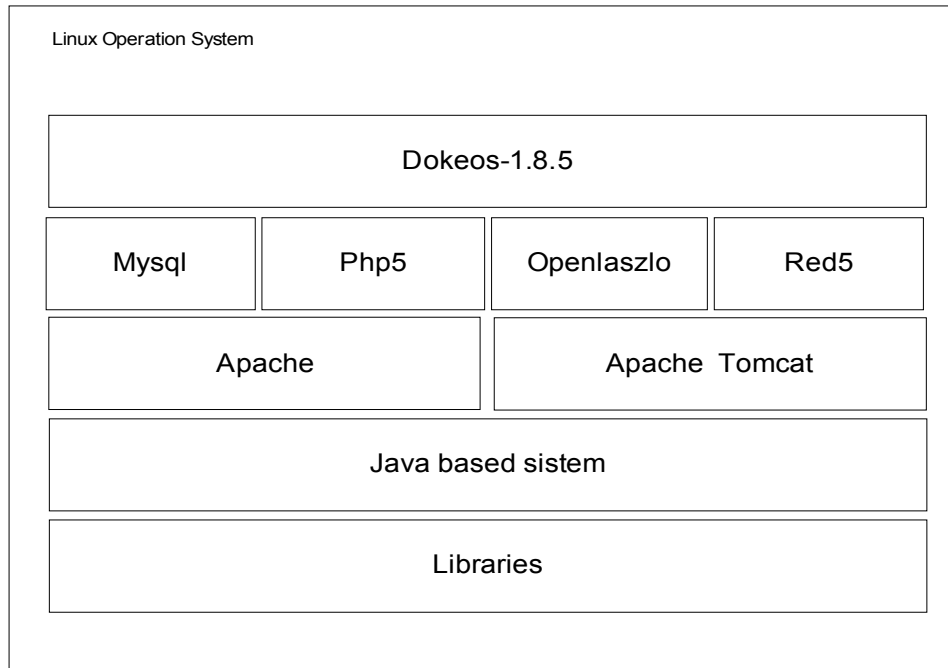 Linux Operation System
Dokeos-1.8.5
Mysql Php5 Openlaszlo Red5
Apache Apache Tomcat
Java based sistem
Libraries